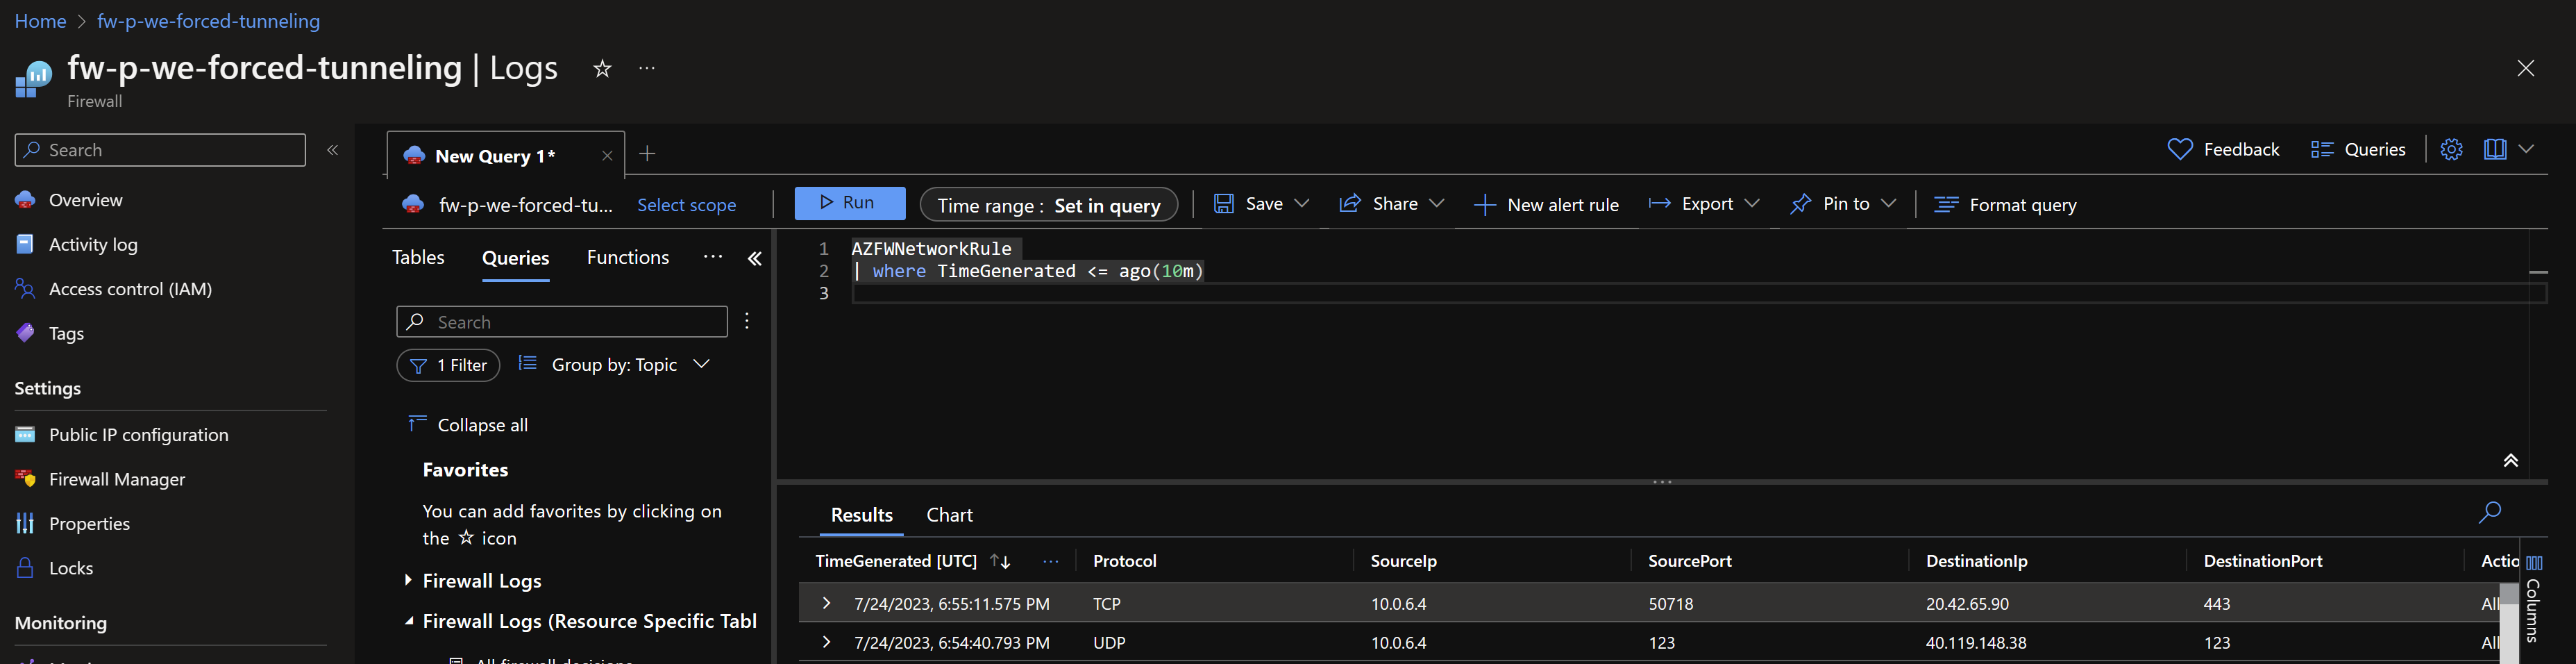 Home > fw-p-we-forced-tunneling
fw-p-we-forced-tunneling | Logs
Firewall
Search
Overview
Activity log
Access control (IAM)
Tags
Settings
Public IP configuration
Firewall Manager
Properties
Locks
Monitoring
New Query 1*
Feedback
Queries
fw-p-we-forced-tu...
Select scope
Run
Time range : Set in query
Save
Share
New alert rule
Export
Pin to
Format query
Tables
Queries
Functions
Search
1 Filter
Group by: Topic
Collapse all
Favorites
You can add favorites by clicking on
the ☆ icon
Firewall Logs
Firewall Logs (Resource Specific Tabl
All firewall decisions
1 AZFWNetworkRule
2 | where TimeGenerated <= ago(10m)
3
Results
Chart
TimeGenerated [UTC] Protocol SourceIp SourcePort DestinationIp DestinationPort Actio
7/24/2023, 6:55:11.575 PM TCP 10.0.6.4 50718 20.42.65.90 443 All
7/24/2023, 6:54:40.793 PM UDP 10.0.6.4 123 40.119.148.38 123 All
Columns